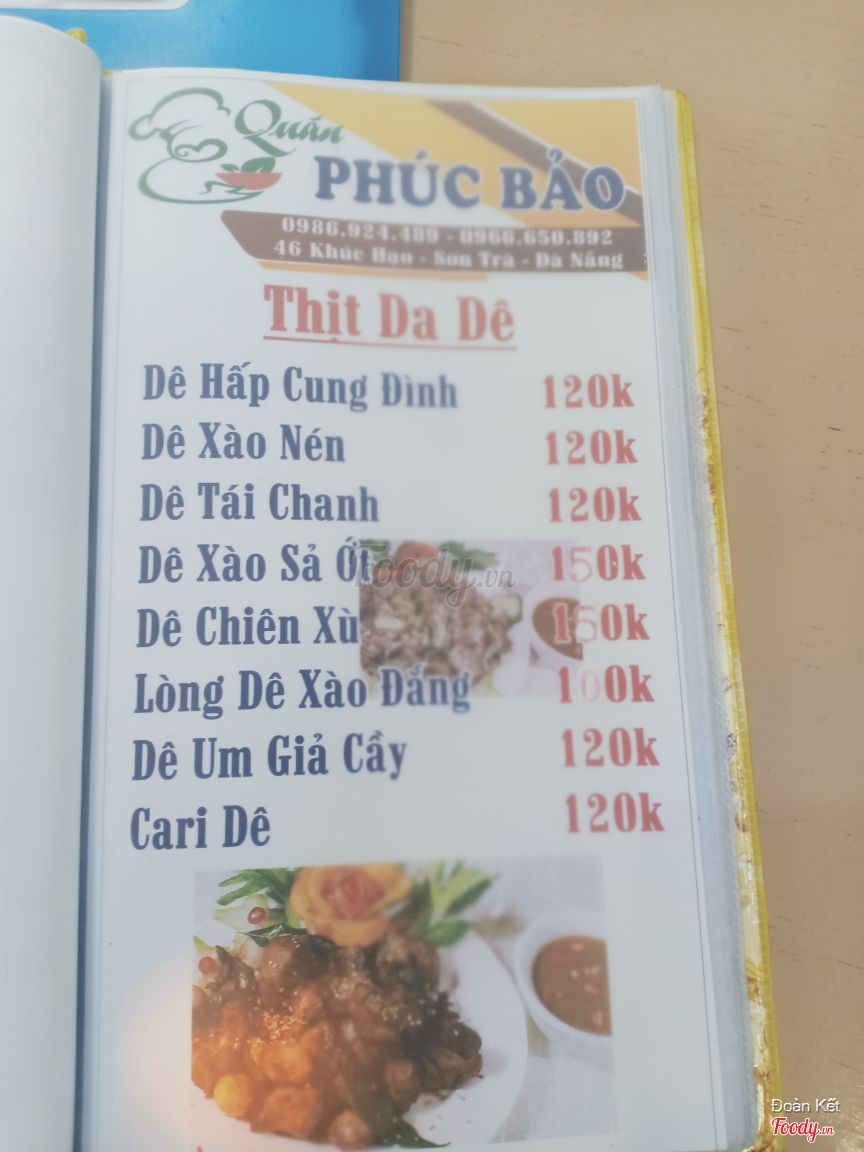 Quán
PHÚC BẢO
0986.924.489 - 0966.650.892
46 Khúc Hạo - Sơn Trà - Đà Nẵng
Thịt Da Dê
Dê Hấp Cung Đình 120k
Dê Xào Nén 120k
Dê Tái Chanh 120k
Dê Xào Sả Ớt 150k
Dê Chiên Xù 150k
Lòng Dê Xào Đắng 100k
Dê Um Giả Cầy 120k
Cari Dê 120k
Foody.vn
Đoàn Kết
Foody.vn